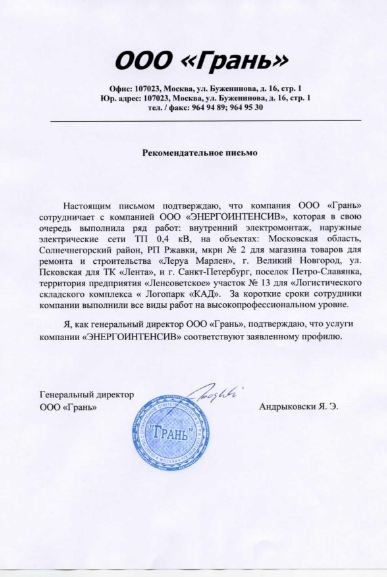 ООО «Грань»
Офис: 107023, Москва, ул. Буженинова, д. 16, стр. 1
Юр. адрес: 107023, Москва, ул. Буженинова, д. 16, стр. 1
тел. / факс: 964 94 89; 964 95 30
Рекомендательное письмо
Настоящим письмом подтверждаю, что компания ООО «Грань»
сотрудничает с компанией ООО «ЭНЕРГОИНТЕНСИВ», которая в свою
очередь выполнила ряд работ: внутренний электромонтаж, наружные
электрические сети ТП 0,4 кВ, на объектах: Московская область,
Солнечногорский район, РП Ржавки, мкрн № 2 для магазина товаров для
ремонта и строительства «Леруа Марлен», г. Великий Новгород, ул.
Псковская для ТК «Лента», и г. Санкт-Петербург, поселок Петро-Славянка,
территория предприятия «Ленсоветское» участок № 13 для «Логистического
складского комплекса « Логопарк «КАД». За короткие сроки сотрудники
компании выполнили все виды работ на высокопрофессиональном уровне.
Я, как генеральный директор ООО «Грань», подтверждаю, что услуги
компании «ЭНЕРГОИНТЕНСИВ» соответствуют заявленному профилю.
Генеральный директор
ООО «Грань»
Андрыковски Я. Э.
"ГРАНЬ"